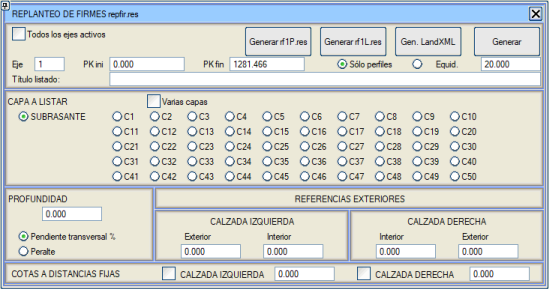 REPLANTEO DE FIRMES repfir.res
Todos los ejes activos
Generar rf1P.res Generar rf1L.res Gen. LandXML Generar
Eje 1 PK ini 0.000 PK fin 1281.466 Sólo perfiles Equid. 20.000
Título listado:
CAPA A LISTAR Varias capas
SUBRASANTE C1 C2 C3 C4 C5 C6 C7 C8 C9 C10
C11 C12 C13 C14 C15 C16 C17 C18 C19 C20
C21 C22 C23 C24 C25 C26 C27 C28 C29 C30
C31 C32 C33 C34 C35 C36 C37 C38 C39 C40
C41 C42 C43 C44 C45 C46 C47 C48 C49 C50
PROFUNDIDAD
0.000
Pendiente transversal %
Peralte
REFERENCIAS EXTERIORES
CALZADA IZQUIERDA
Exterior Interior
0.000 0.000
CALZADA DERECHA
Interior Exterior
0.000 0.000
COTAS A DISTANCIAS FIJAS CALZADA IZQUIERDA 0.000 CALZADA DERECHA 0.000